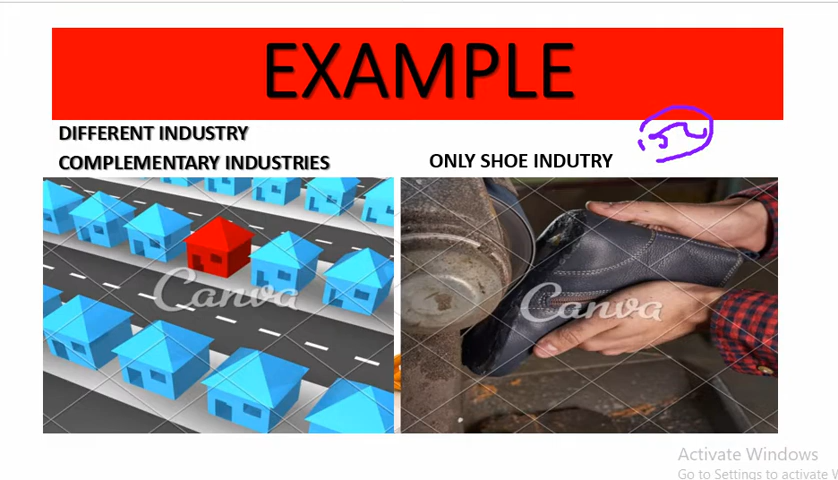 EXAMPLE
DIFFERENT INDUSTRY
COMPLEMENTARY INDUSTRIES
ONLY SHOE INDUTRY
Canva
Canva
Activate Windows
Go to Settings to activate W